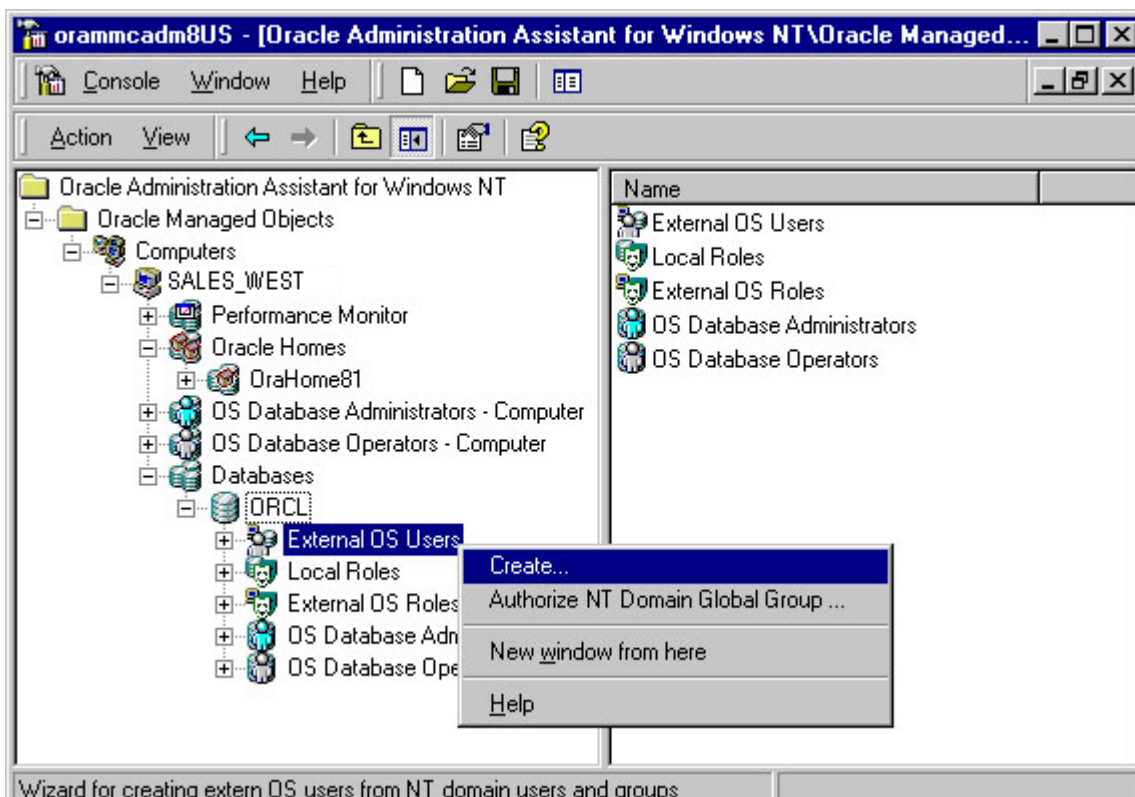 orammcadm8US - [Oracle Administration Assistant for Windows NT\Oracle Managed...
Console Window Help
Action View
Oracle Administration Assistant for Windows NT
Oracle Managed Objects
Computers
SALES_WEST
Performance Monitor
Oracle Homes
OraHome81
OS Database Administrators - Computer
OS Database Operators - Computer
Databases
ORCL
External OS Users
Local Roles
External OS Roles
OS Database Adm
OS Database Ope
Create...
Authorize NT Domain Global Group ...
New window from here
Help
Name
External OS Users
Local Roles
External OS Roles
OS Database Administrators
OS Database Operators
Wizard for creating extern OS users from NT domain users and groups